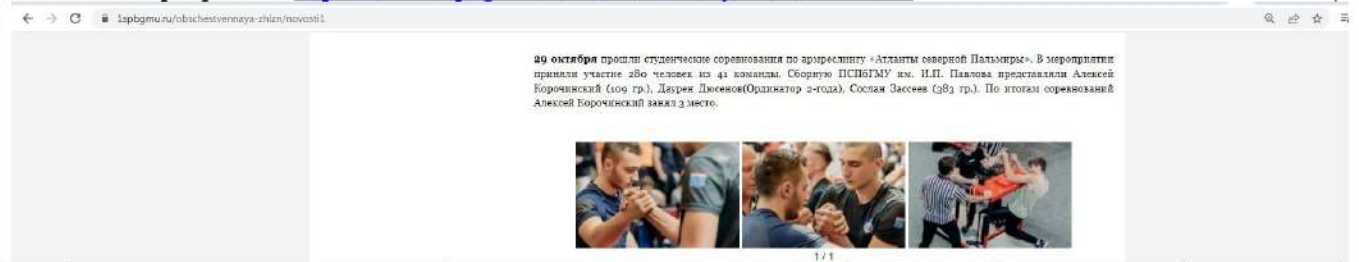 1spbgmu.ru/obschestvennaya-zhizn/novosti1
29 октября прошли студенческие соревнования по армреслингу «Атланты северной Пальмиры». В мероприятии
приняли участие 280 человек из 41 команды. Сборную ПСПбГМУ им. И.П. Павлова представляли Алексей
Корочинский (109 гр.), Даурен Дюсенов(Ординатор 2-года), Сослан Зассеев (383 гр.). По итогам соревнований
Алексей Корочинский занял 3 место.
1 / 1